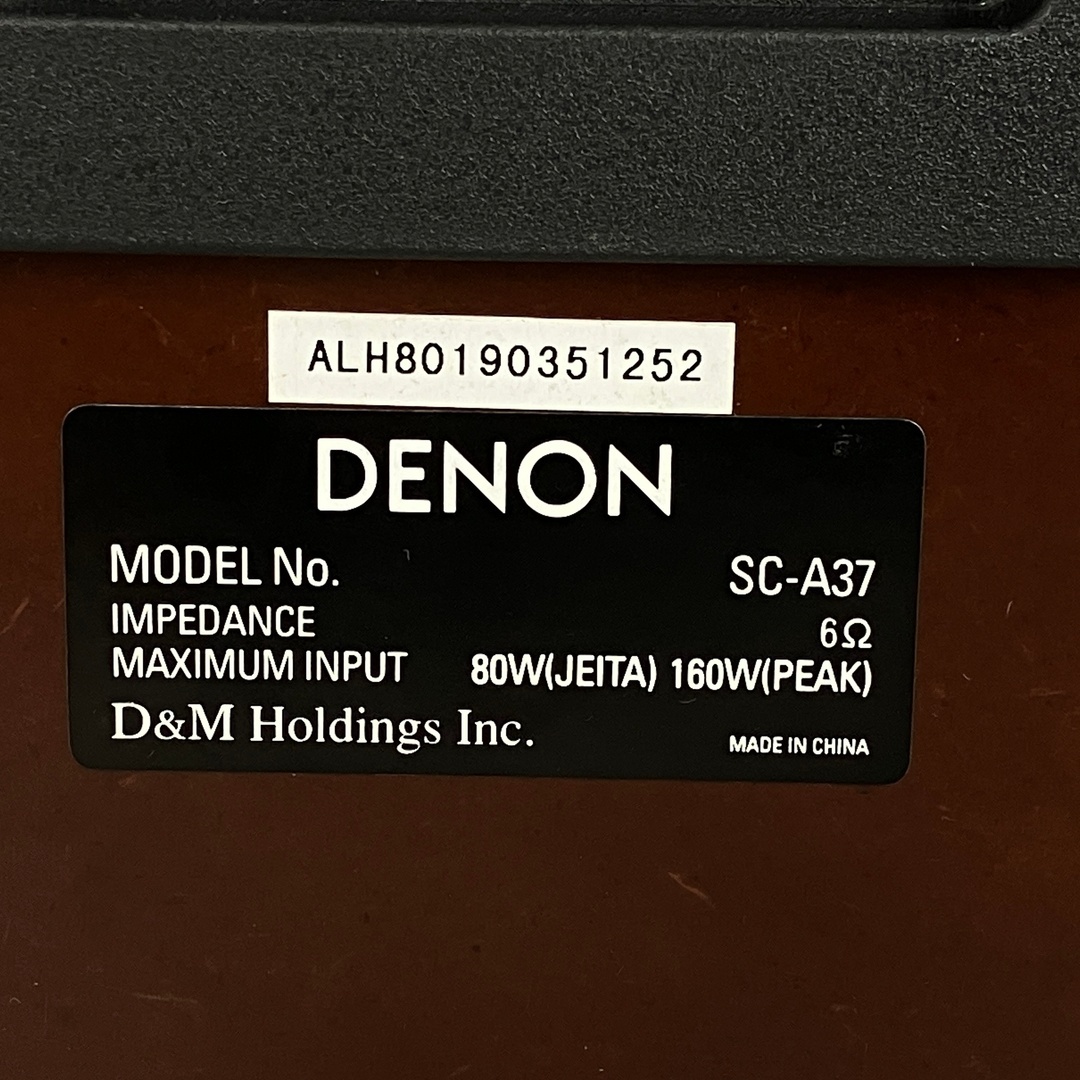 ALH80190351252
DENON
MODEL No. SC-A37
IMPEDANCE 6Ω
MAXIMUM INPUT 80W(JEITA) 160W(PEAK)
D&M Holdings Inc. MADE IN CHINA